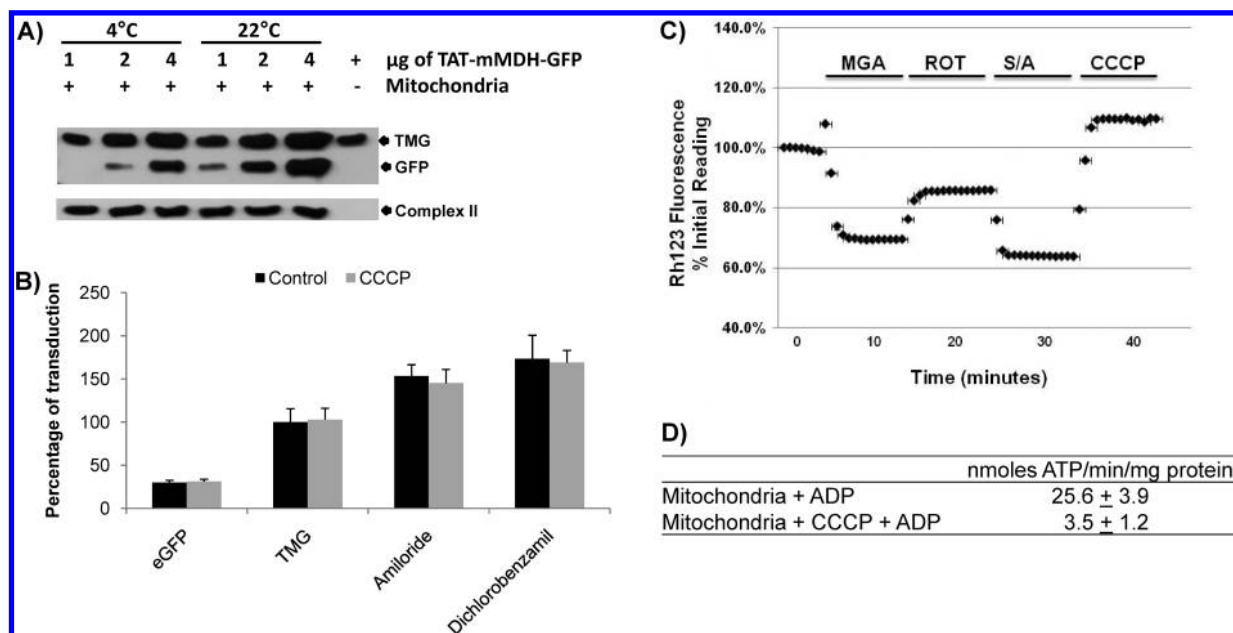 A)
4°C 22°C
1 2 4 1 2 4 + µg of TAT-mMDH-GFP
+ + + + + + - Mitochondria
TMG
GFP
Complex II
B)
Control CCCP
Percentage of transduction
250
200
150
100
50
0
eGFP
TMG
Amiloride
Dichlorobenzamil
C)
MGA ROT S/A CCCP
Rh123 Fluorescence
% Initial Reading
120.0%
100.0%
80.0%
60.0%
40.0%
0 10 20 30 40
Time (minutes)
D)
nmoles ATP/min/mg protein
Mitochondria + ADP 25.6 ± 3.9
Mitochondria + CCCP + ADP 3.5 ± 1.2